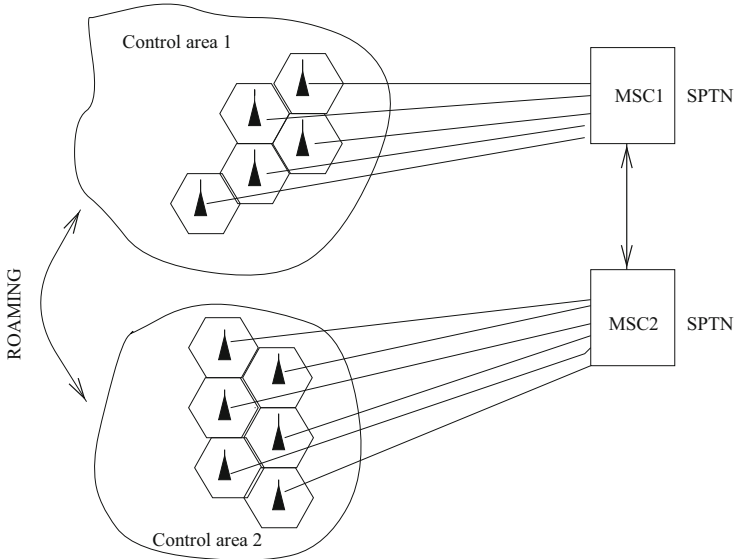 Control area 1
MSC1
SPTN
ROAMING
MSC2
SPTN
Control area 2